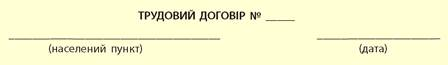 ТРУДОВИЙ ДОГОВІР № _____
(населений пункт) (дата)